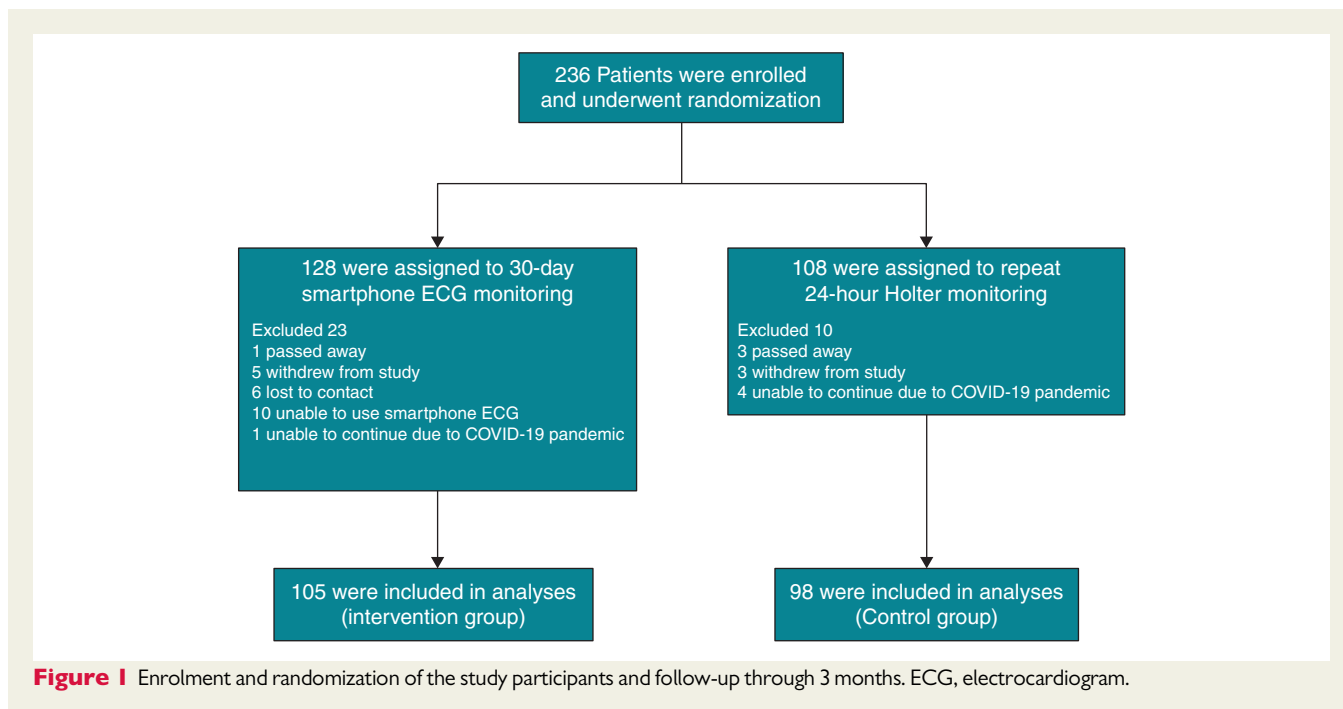 236 Patients were enrolled
and underwent randomization
128 were assigned to 30-day
smartphone ECG monitoring
Excluded 23
1 passed away
5 withdrew from study
6 lost to contact
10 unable to use smartphone ECG
1 unable to continue due to COVID-19 pandemic
108 were assigned to repeat
24-hour Holter monitoring
Excluded 10
3 passed away
3 withdrew from study
4 unable to continue due to COVID-19 pandemic
105 were included in analyses
(intervention group)
98 were included in analyses
(Control group)
Figure 1 Enrolment and randomization of the study participants and follow-up through 3 months. ECG, electrocardiogram.